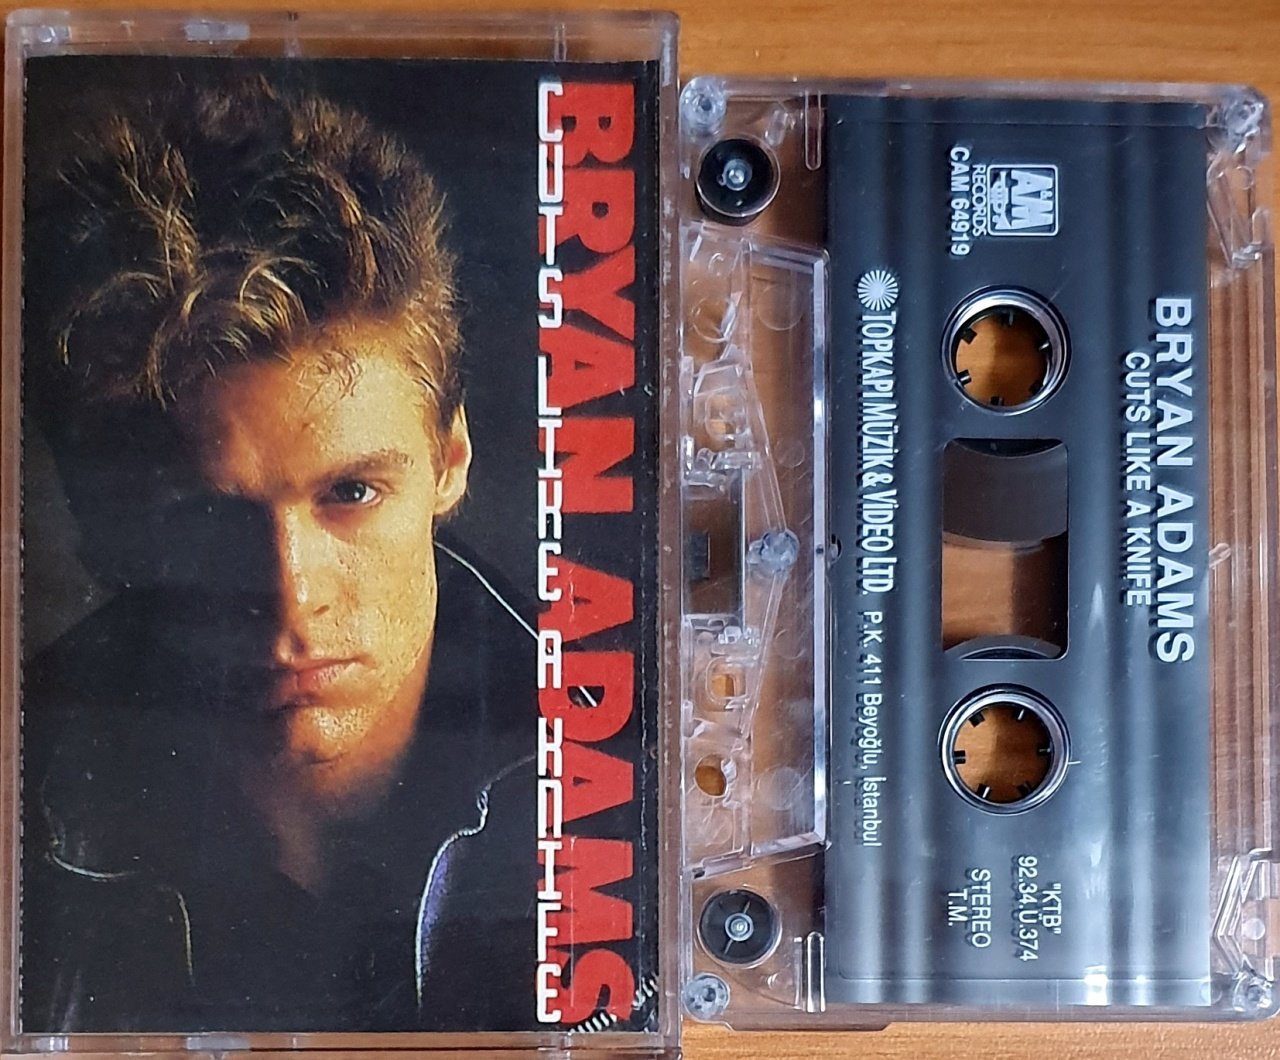 BRYAN ADAMS
CUTS LIKE A KNIFE
BRYAN ADAMS
CUTS LIKE A KNIFE
A&M
RECORDS
CAM 64919
"KTB"
92.34.Ü.374
STEREO
T.M.
TOPKAPI MÜZİK & VİDEO LTD. P.K. 411 Beyoğlu, İstanbul